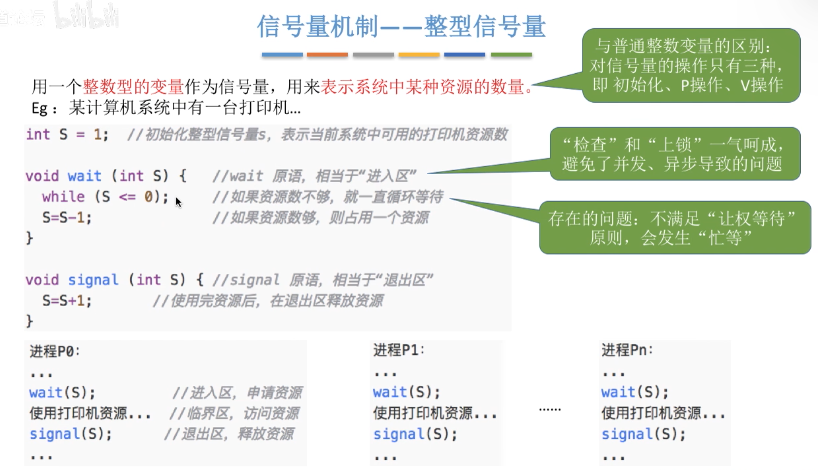 bilibili
信号量机制——整型信号量
与普通整数变量的区别：
对信号量的操作只有三种，
即 初始化、P操作、V操作
用一个整数型的变量作为信号量，用来表示系统中某种资源的数量。
Eg：某计算机系统中有一台打印机...
int S = 1;  //初始化整型信号量s，表示当前系统中可用的打印机资源数
“检查”和“上锁”一气呵成，
避免了并发、异步导致的问题
void wait (int S) {   //wait 原语，相当于“进入区”
while (S <= 0);   //如果资源数不够，就一直循环等待
S=S-1;   //如果资源数够，则占用一个资源
}
存在的问题：不满足“让权等待”
原则，会发生“忙等”
void signal (int S) { //signal 原语，相当于“退出区”
S=S+1;   //使用完资源后，在退出区释放资源
}
进程P0：
...
wait(S);   //进入区，申请资源
使用打印机资源...  //临界区，访问资源
signal(S);   //退出区，释放资源
...
进程P1：
...
wait(S);
使用打印机资源...
signal(S);
...
......
进程Pn：
...
wait(S);
使用打印机资源...
signal(S);
...